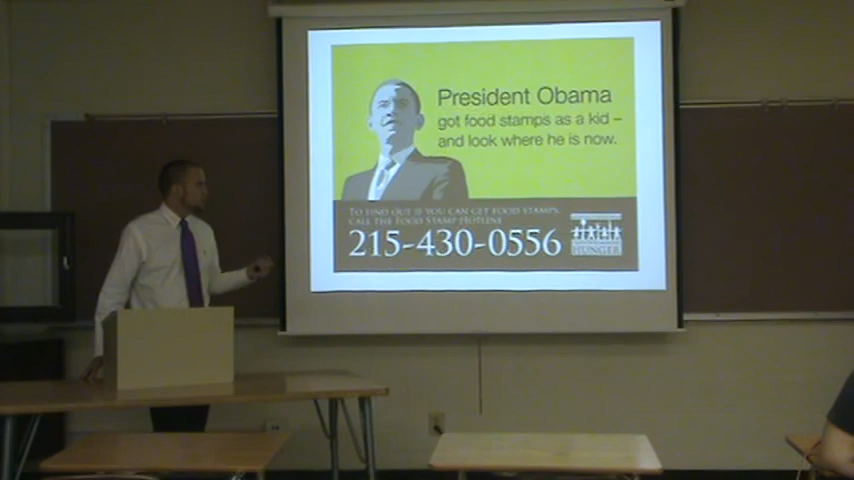 President Obama
got food stamps as a kid –
and look where he is now.
TO FIND OUT IF YOU CAN GET FOOD STAMPS,
CALL THE FOOD STAMP HOTLINE
215-430-0556
HUNGER